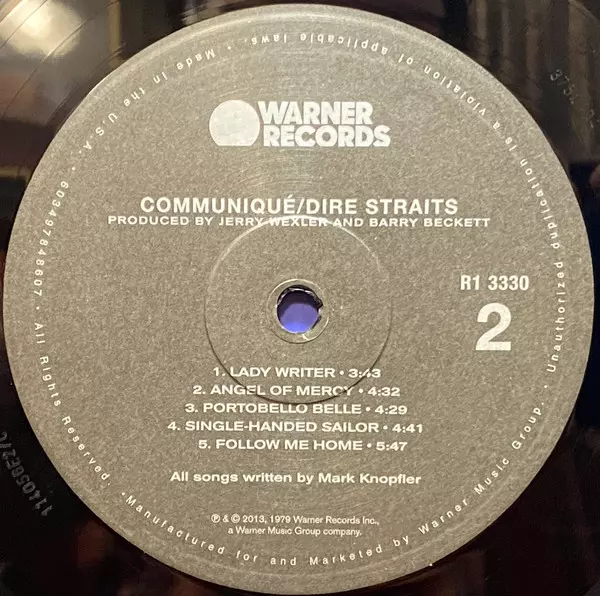 WARNER
RECORDS
COMMUNIQUÉ/DIRE STRAITS
PRODUCED BY JERRY WEXLER AND BARRY BECKETT
R1 3330
2
1. LADY WRITER • 3:43
2. ANGEL OF MERCY • 4:32
3. PORTOBELLO BELLE • 4:29
4. SINGLE-HANDED SAILOR • 4:41
5. FOLLOW ME HOME • 5:47
All songs written by Mark Knopfler
℗ & © 2013, 1979 Warner Records Inc.,
a Warner Music Group company.
•Manufactured for and Marketed by Warner Music Group. • Unauthorized duplication is a violation of applicable laws. • Made in the U.S.A. • 603497848607 • All Rights Reserved.